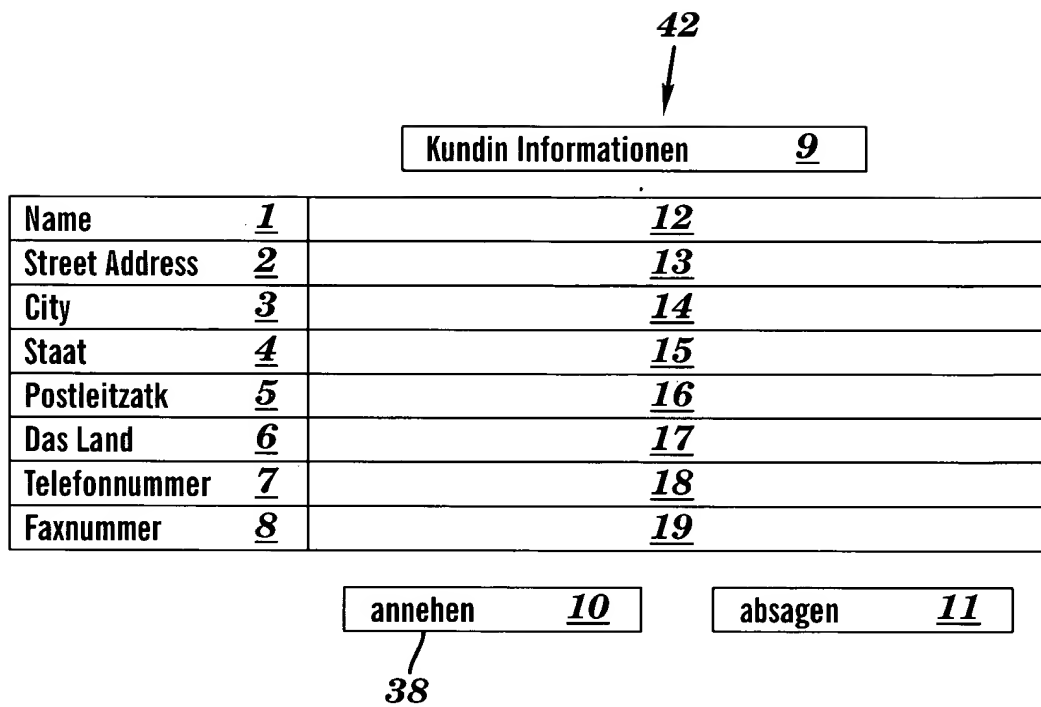 42
Kundin Informationen 9
Name 1 12
Street Address 2 13
City 3 14
Staat 4 15
Postleitzatk 5 16
Das Land 6 17
Telefonnummer 7 18
Faxnummer 8 19
annehen 10 absagen 11
38